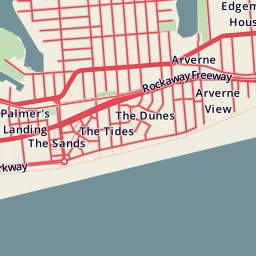 Edgem
Hous
Arverne
Rockaway Freeway
Arverne
View
Palmer's
Landing
The Dunes
The Tides
The Sands
rkway